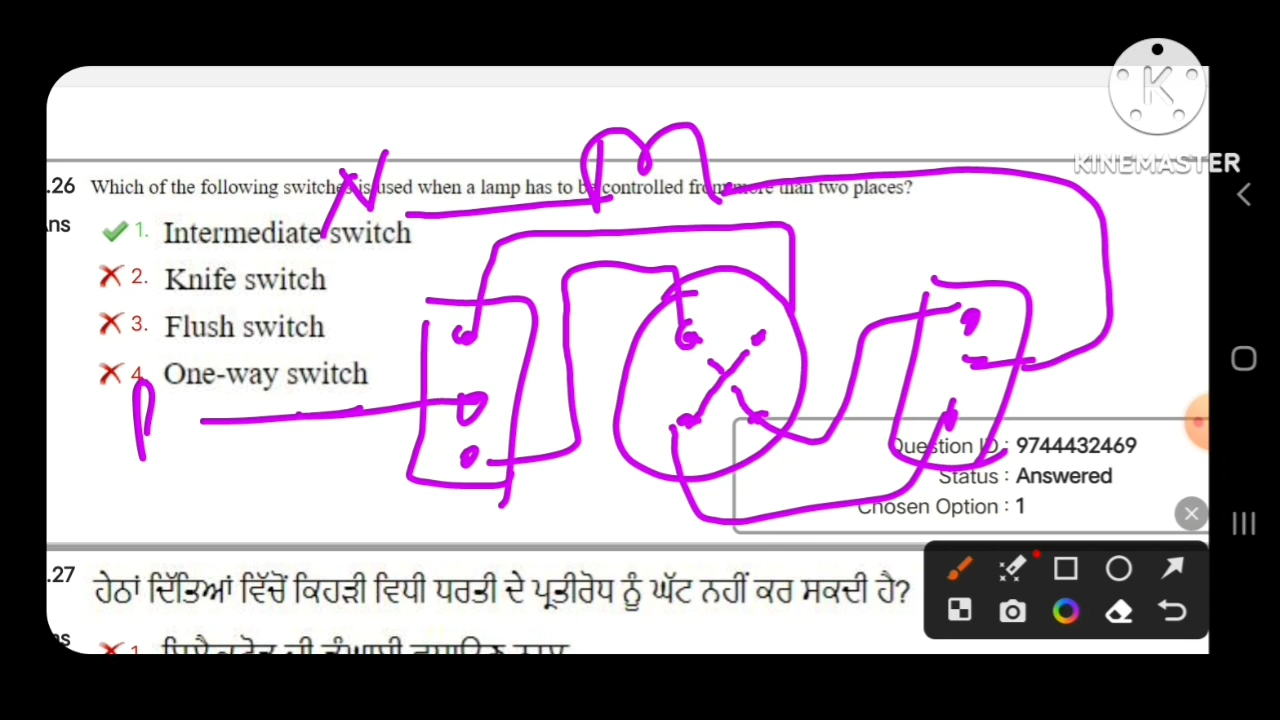 K
KINEMASTER
.26 Which of the following switches is used when a lamp has to be controlled from more than two places?
Ans
1. Intermediate switch
2. Knife switch
3. Flush switch
4. One-way switch
N
P
Question ID : 9744432469
Status : Answered
Chosen Option : 1
.27 ਹੇਠਾਂ ਦਿੱਤਿਆਂ ਵਿੱਚੋਂ ਕਿਹੜੀ ਵਿਧੀ ਧਰਤੀ ਦੇ ਪ੍ਰਤੀਰੋਧ ਨੂੰ ਘੱਟ ਨਹੀਂ ਕਰ ਸਕਦੀ ਹੈ?
1.